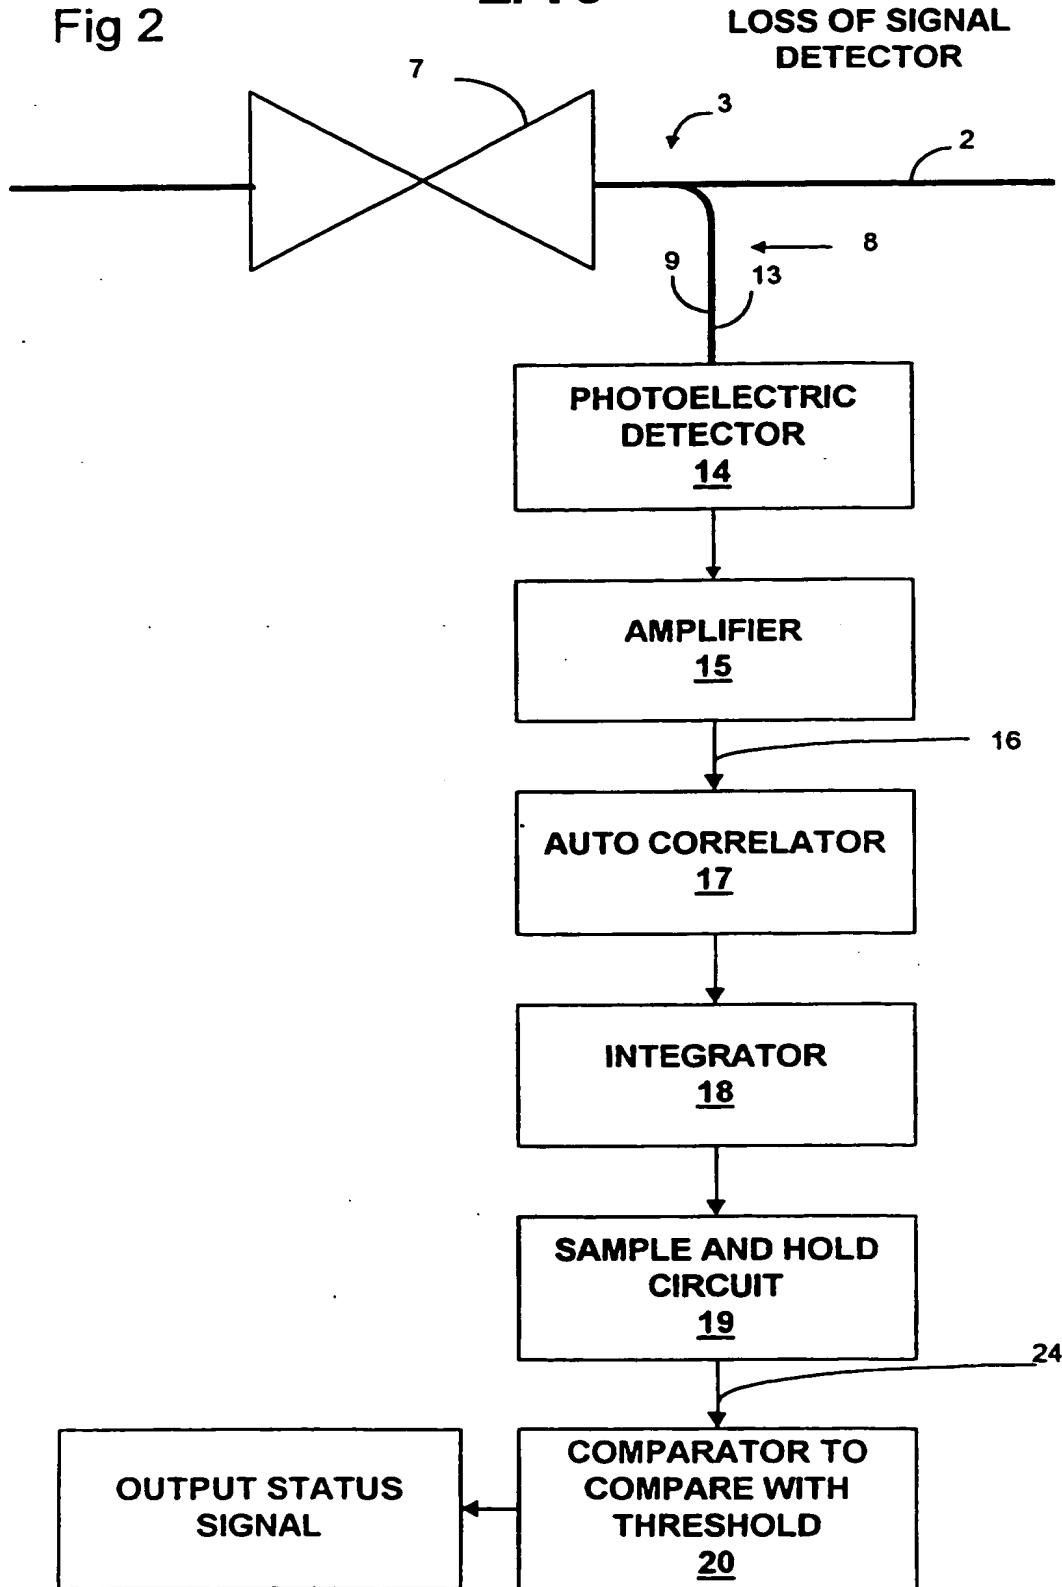 Fig 2
LOSS OF SIGNAL
DETECTOR
7
3
2
8
9
13
PHOTOELECTRIC
DETECTOR
14
AMPLIFIER
15
16
AUTO CORRELATOR
17
INTEGRATOR
18
SAMPLE AND HOLD
CIRCUIT
19
24
COMPARATOR TO
COMPARE WITH
THRESHOLD
20
OUTPUT STATUS
SIGNAL